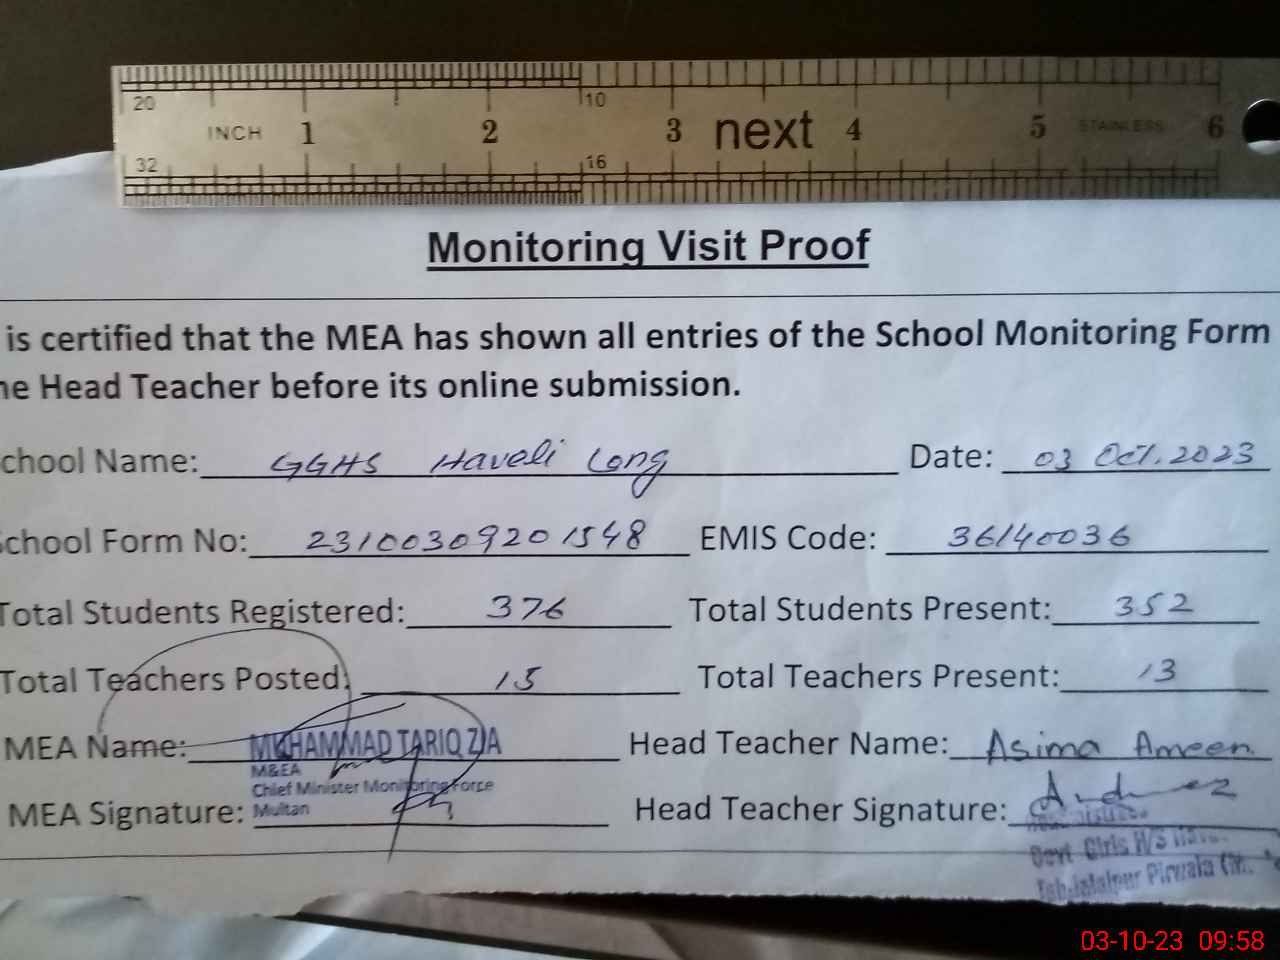 20 10
INCH 1 2 3 next 4 5 STAINLESS 6
32 16
Monitoring Visit Proof
is certified that the MEA has shown all entries of the School Monitoring Form
he Head Teacher before its online submission.
chool Name: GGHS Haveli Long Date: 03 Oct. 2023
chool Form No: 23100309201548 EMIS Code: 36140036
Total Students Registered: 376 Total Students Present: 352
Total Teachers Posted: 15 Total Teachers Present: 13
MEA Name: MUHAMMAD TARIQ ZIA Head Teacher Name: Asima Ameen
M&EA
Chief Minister Monitoring Force
MEA Signature: Multan Head Teacher Signature:
Govt Girls H/S
Teh. Jalalpur Pirwala
03-10-23 09:58